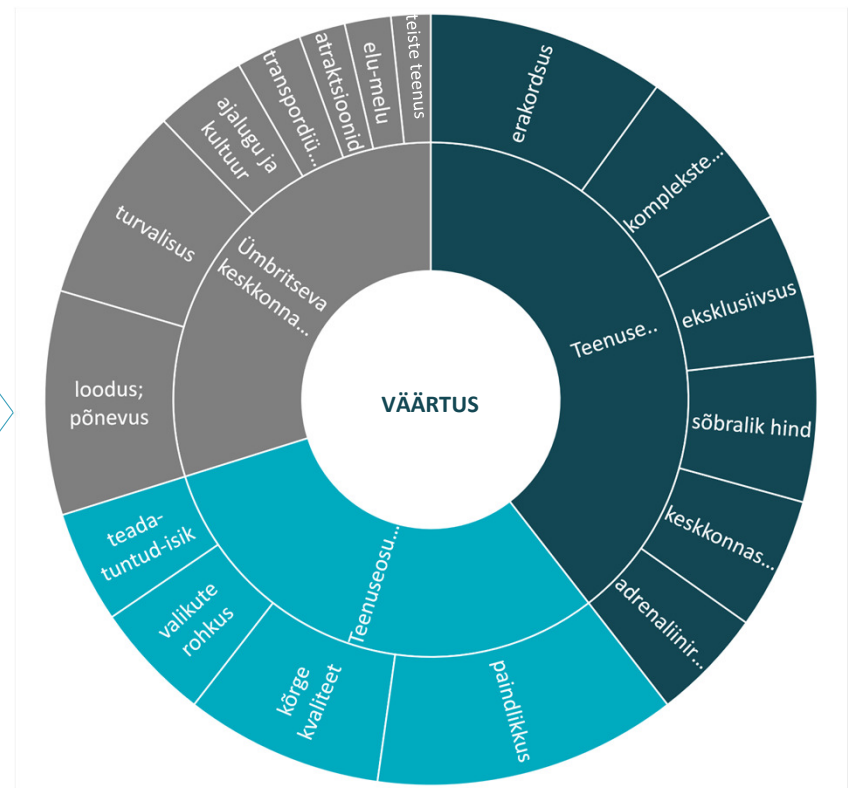 VÄÄRTUS
Teenuse..
erakordsus
komplekste...
eksklusiivsus
sõbralik hind
keskkonnas...
adrenaliinir...
Teenuseosu...
paindlikkus
kõrge
kvaliteet
valikute
rohkus
teada-
tuntud-isik
Ümbritseva
keskkonna...
loodus;
põnevus
turvalisus
ajalugu ja
kultuur
transpordiü...
atraktsioonid
elu-melu
teiste teenus